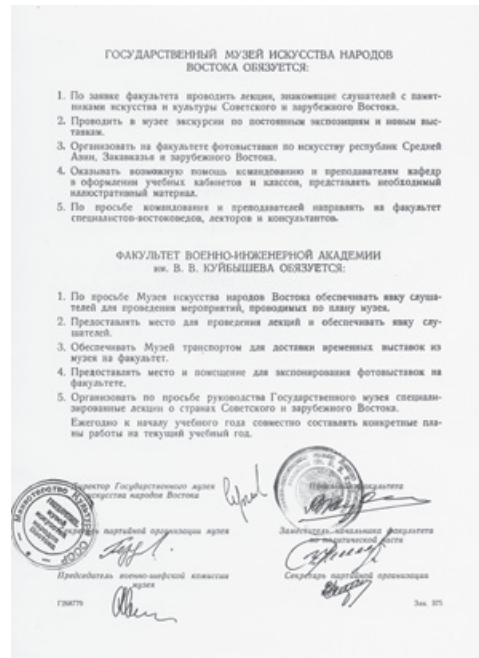 ГОСУДАРСТВЕННЫЙ МУЗЕЙ ИСКУССТВА НАРОДОВ
ВОСТОКА ОБЯЗУЕТСЯ:
1. По заявке факультета проводить лекции, знакомящие слушателей с памят-
никами искусства и культуры Советского и зарубежного Востока.
2. Проводить в музее экскурсии по постоянным экспозициям и новым выс-
тавкам.
3. Организовать на факультете фотовыставки по искусству республик Средней
Азии, Закавказья и зарубежного Востока.
4. Оказывать возможную помощь командованию и преподавателям кафедр
в оформлении учебных кабинетов и классов, представлять необходимый
иллюстративный материал.
5. По просьбе командования и преподавателей направлять на факультет
специалистов-востоковедов, лекторов и консультантов.
ФАКУЛЬТЕТ ВОЕННО-ИНЖЕНЕРНОЙ АКАДЕМИИ
им. В. В. КУЙБЫШЕВА ОБЯЗУЕТСЯ:
1. По просьбе Музея искусства народов Востока обеспечивать явку слуша-
телей для проведения мероприятий, проводимых по плану музея.
2. Предоставлять место для проведения лекций и обеспечивать явку слу-
шателей.
3. Обеспечивать Музей транспортом для доставки временных выставок из
музея на факультет.
4. Предоставлять место и помещение для экспонирования фотовыставок на
факультете.
5. Организовать по просьбе руководства Государственного музея специали-
зированные лекции о странах Советского и зарубежного Востока.
Ежегодно к началу учебного года совместно составлять конкретные пла-
ны работы на текущий учебный год.
Директор Государственного музея
искусства народов Востока
факультета
Министерство Культуры СССР
Секретарь партийной организации музея
Заместитель начальника факультета
по политической части
Председатель военно-шефской комиссии
музея
Секретарь партийной организации
Г268779
Зак. 375